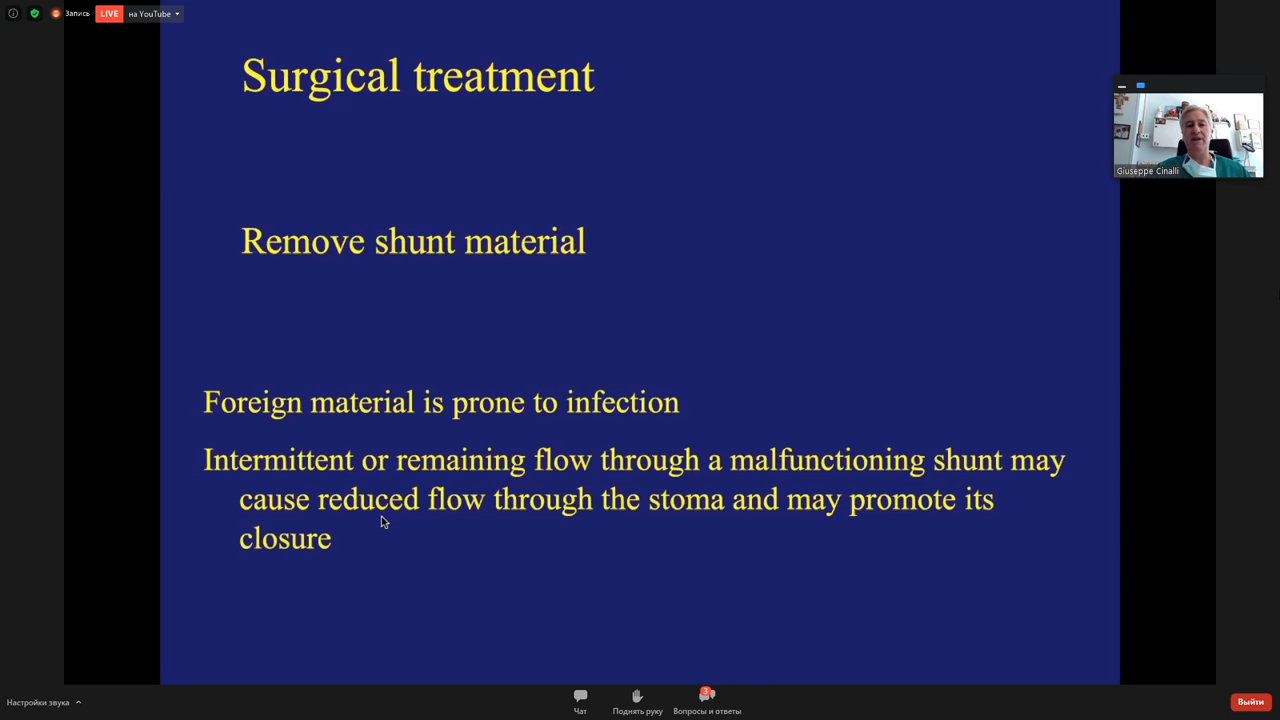 Запись
LIVE
на YouTube
Surgical treatment
Giuseppe Cinalli
Remove shunt material
Foreign material is prone to infection
Intermittent or remaining flow through a malfunctioning shunt may
cause reduced flow through the stoma and may promote its
closure
Настройки звука
Чат
Поднять руку
3
Вопросы и ответы
Выйти